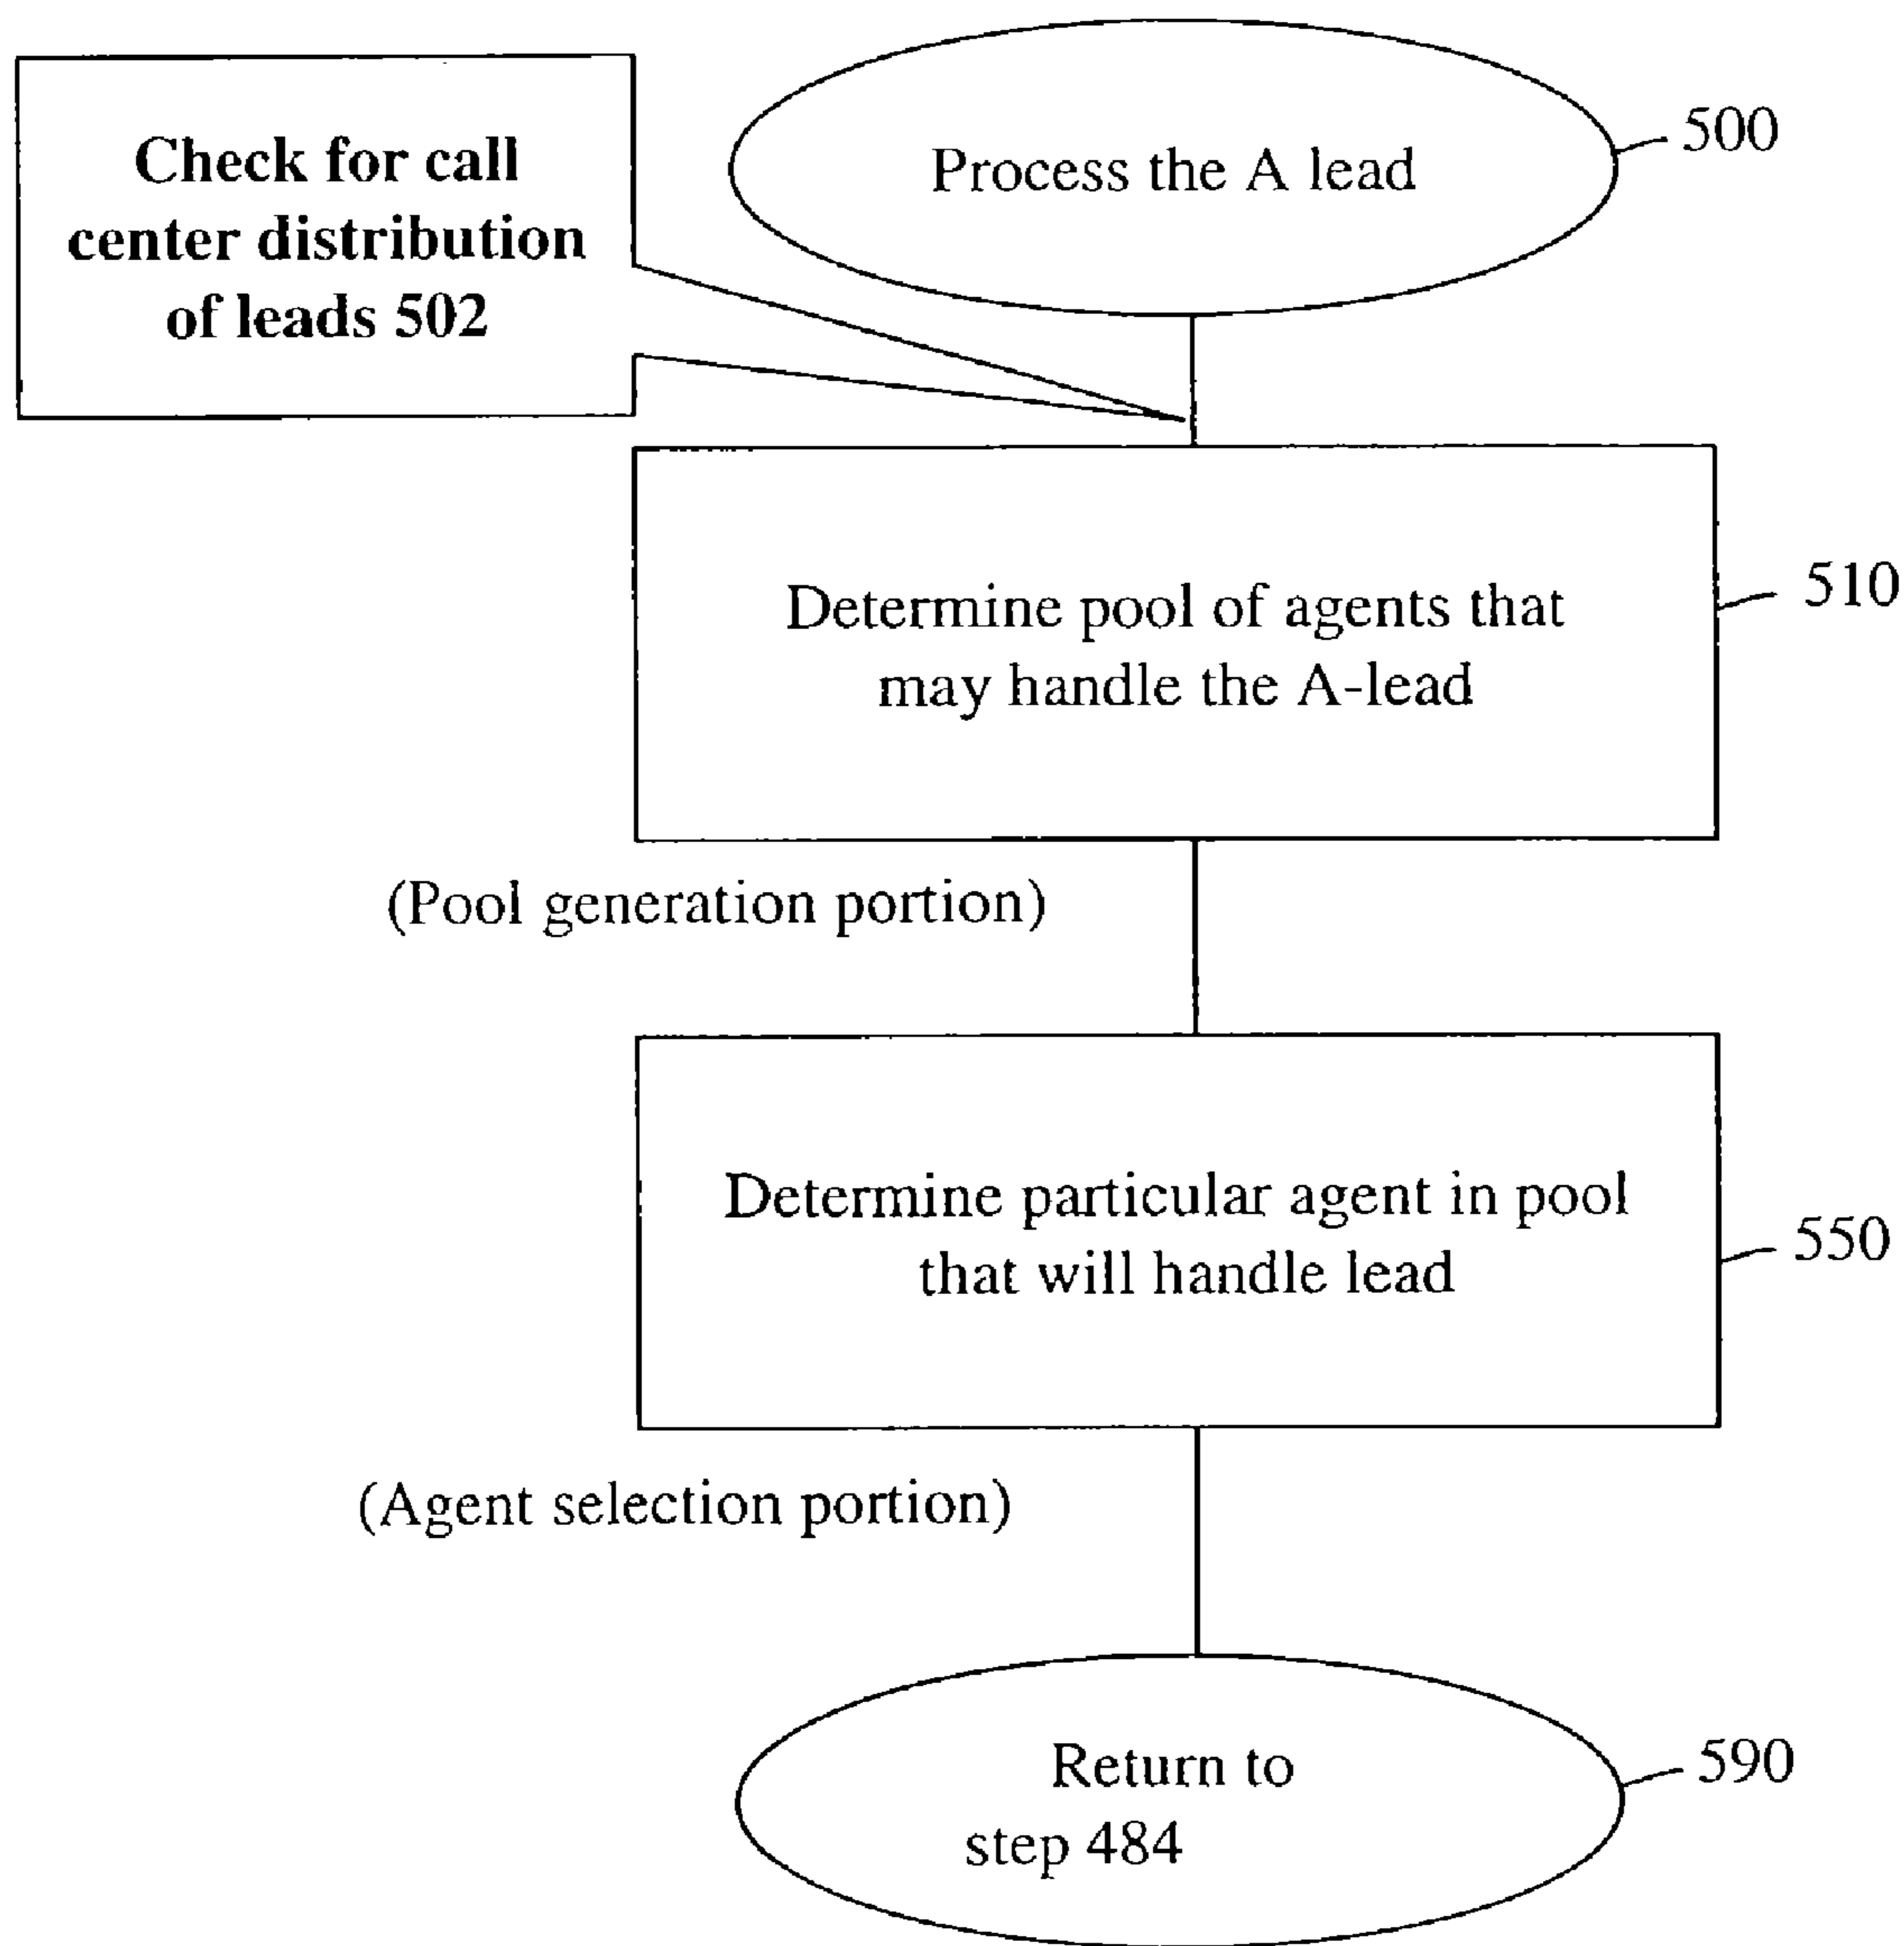 Check for call
center distribution
of leads 502
Process the A lead
500
Determine pool of agents that
may handle the A-lead
510
(Pool generation portion)
Determine particular agent in pool
that will handle lead
550
(Agent selection portion)
Return to
step 484
590